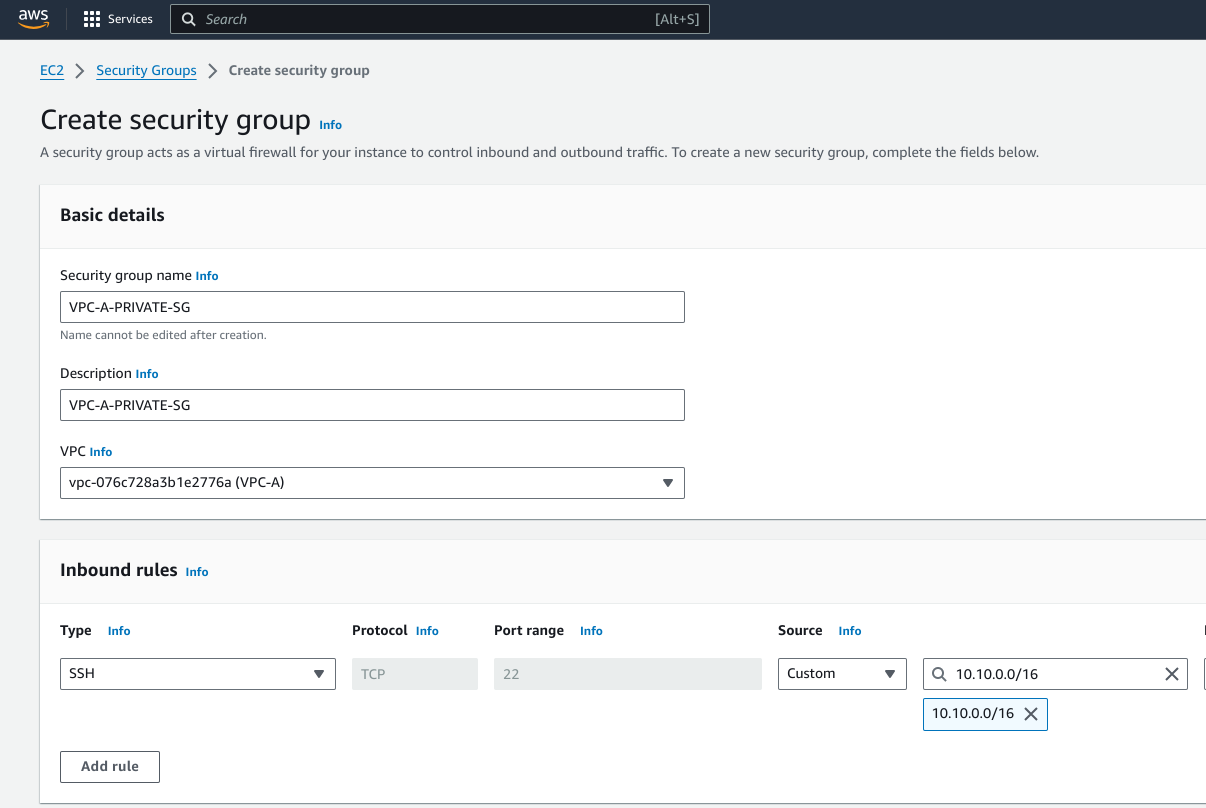 aws Services Search [Alt+S]
EC2 Security Groups Create security group
Create security group Info
A security group acts as a virtual firewall for your instance to control inbound and outbound traffic. To create a new security group, complete the fields below.
Basic details
Security group name Info
VPC-A-PRIVATE-SG
Name cannot be edited after creation.
Description Info
VPC-A-PRIVATE-SG
VPC Info
vpc-076c728a3b1e2776a (VPC-A)
Inbound rules Info
Type Info Protocol Info Port range Info Source Info
SSH TCP 22 Custom 10.10.0.0/16
10.10.0.0/16
Add rule